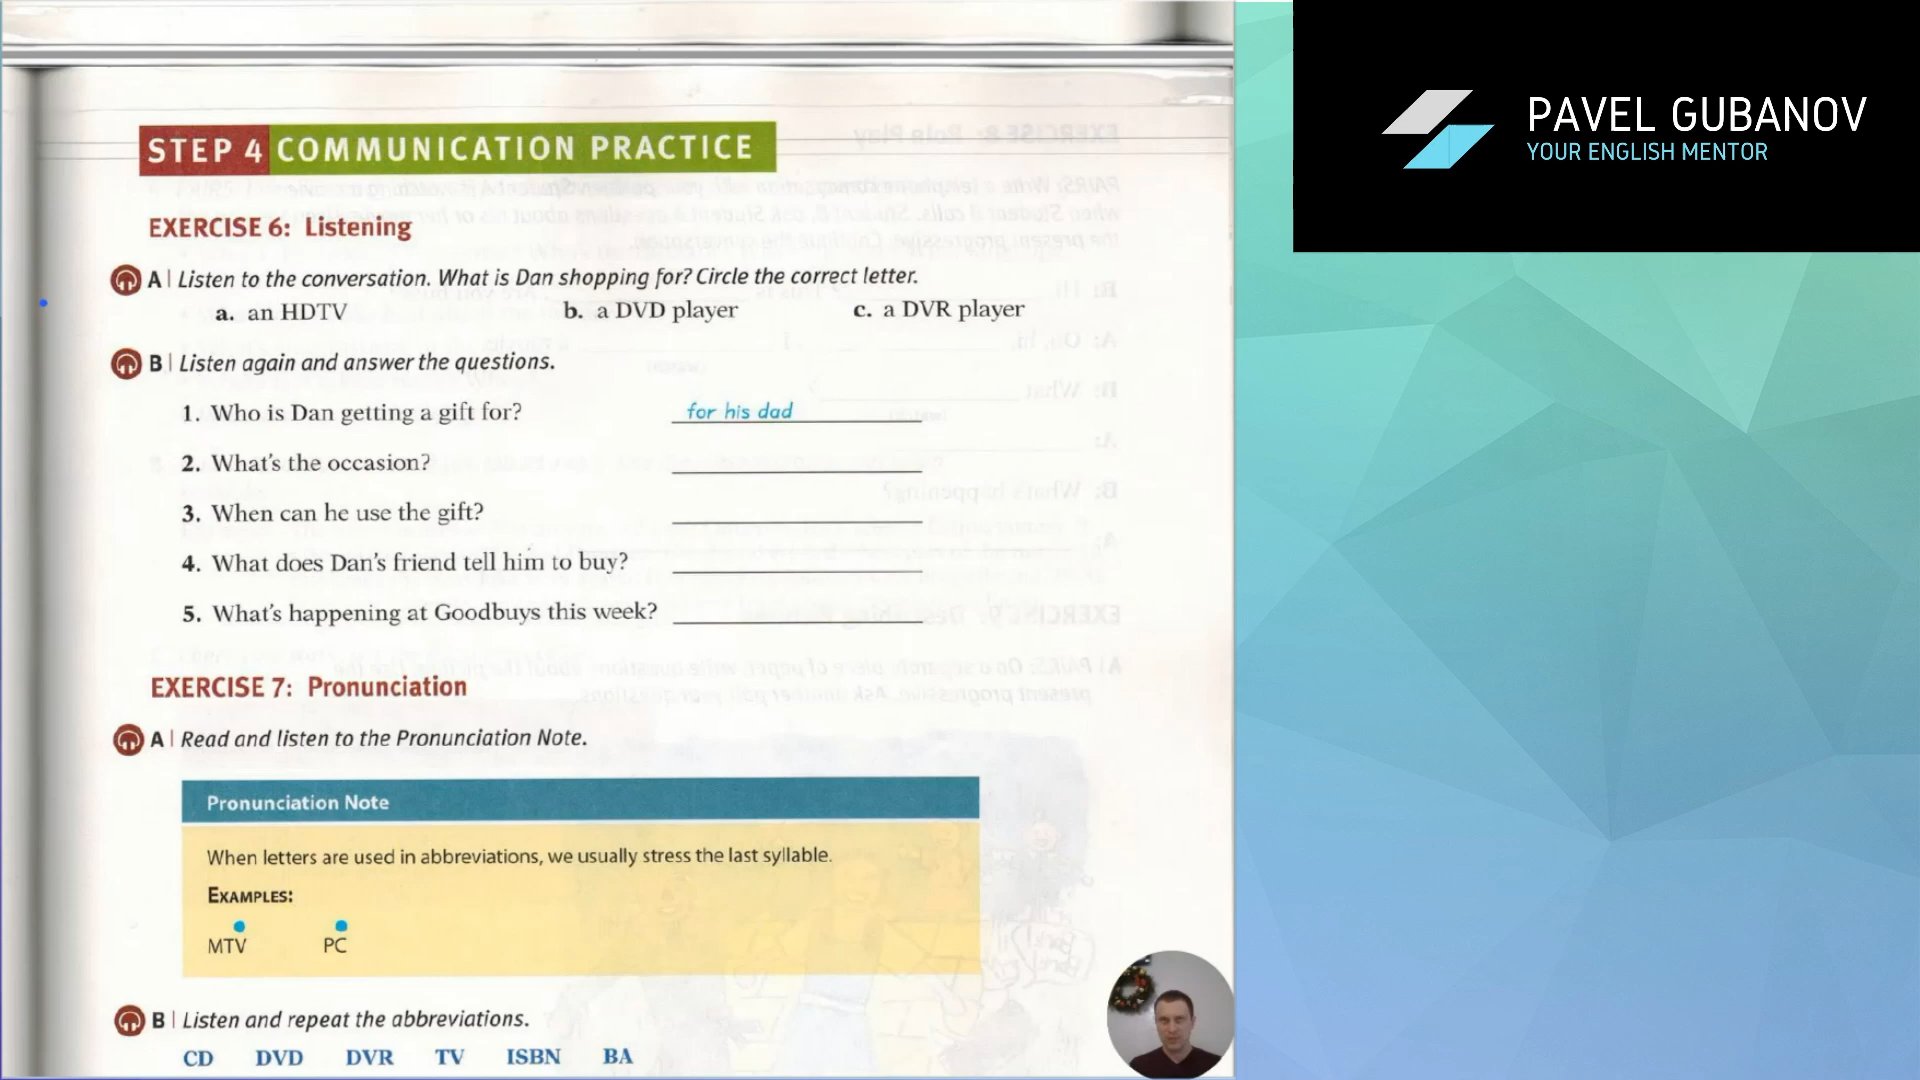 STEP 4 COMMUNICATION PRACTICE
EXERCISE 6: Listening
A | Listen to the conversation. What is Dan shopping for? Circle the correct letter.
a. an HDTV b. a DVD player c. a DVR player
B | Listen again and answer the questions.
1. Who is Dan getting a gift for? for his dad
2. What's the occasion?
3. When can he use the gift?
4. What does Dan's friend tell him to buy?
5. What's happening at Goodbuys this week?
EXERCISE 7: Pronunciation
A | Read and listen to the Pronunciation Note.
Pronunciation Note
When letters are used in abbreviations, we usually stress the last syllable.
EXAMPLES:
MTV PC
B | Listen and repeat the abbreviations.
CD DVD DVR TV ISBN BA
PAVEL GUBANOV
YOUR ENGLISH MENTOR